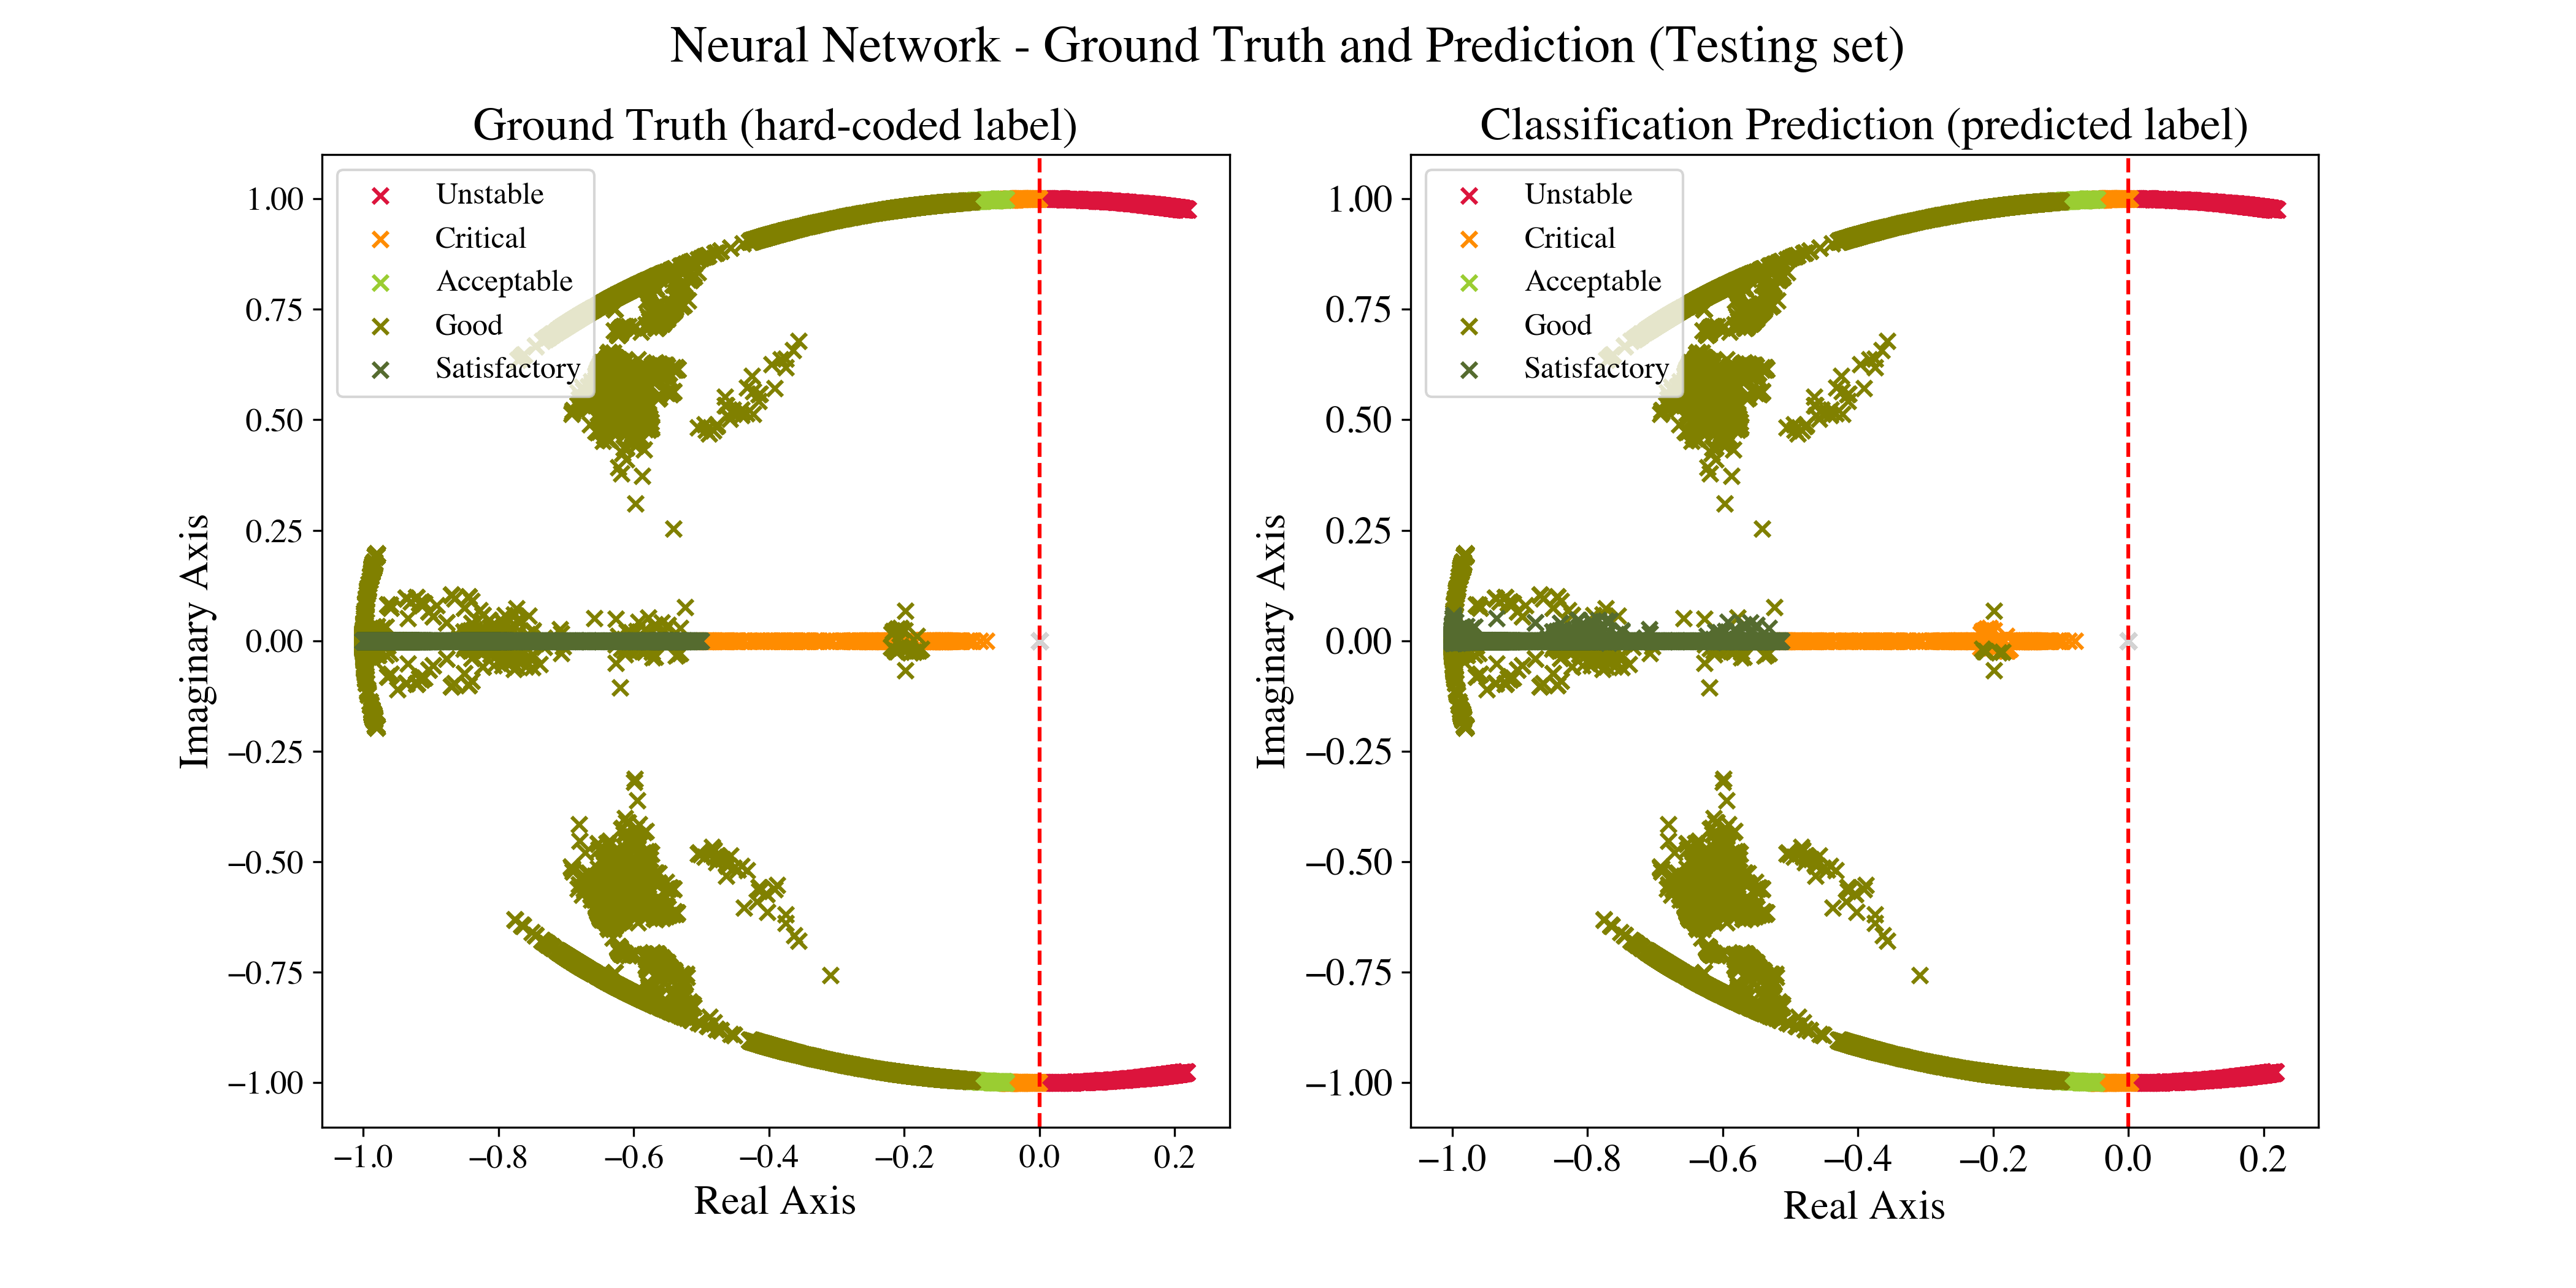 Neural Network - Ground Truth and Prediction (Testing set)
Ground Truth (hard-coded label)
Unstable
Critical
Acceptable
Good
Satisfactory
1.00
0.75
0.50
0.25
0.00
−0.25
−0.50
−0.75
−1.00
Imaginary Axis
−1.0 −0.8 −0.6 −0.4 −0.2 0.0 0.2
Real Axis
Classification Prediction (predicted label)
Unstable
Critical
Acceptable
Good
Satisfactory
1.00
0.75
0.50
0.25
0.00
−0.25
−0.50
−0.75
−1.00
Imaginary Axis
−1.0 −0.8 −0.6 −0.4 −0.2 0.0 0.2
Real Axis